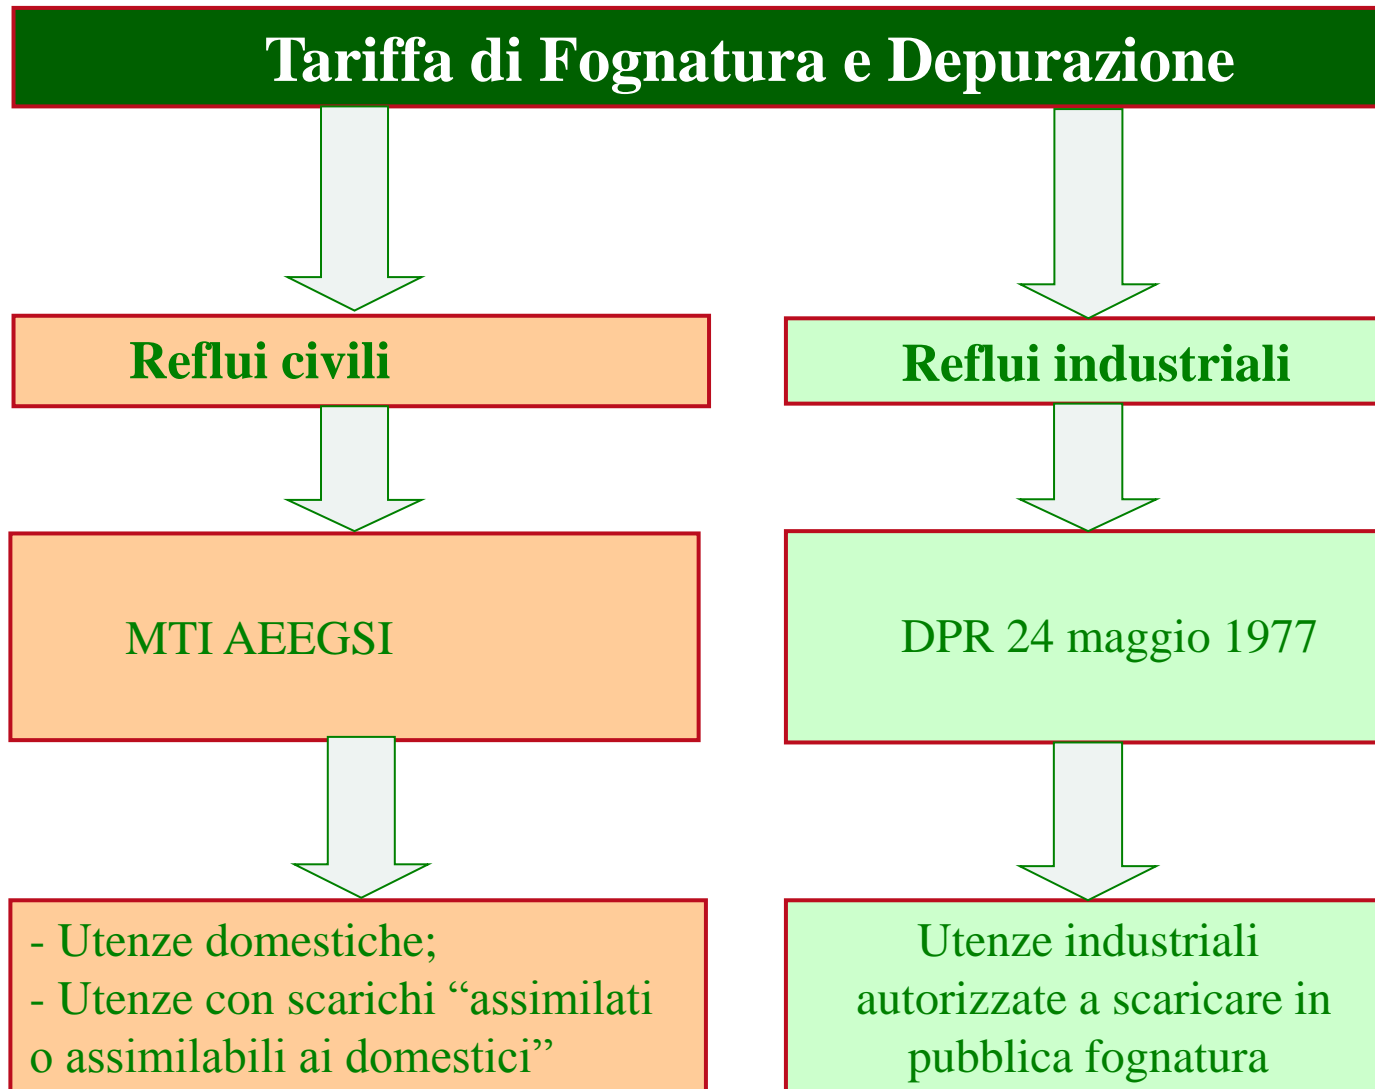 Tariffa di Fognatura e Depurazione
Reflui civili
Reflui industriali
MTI AEEGSI
DPR 24 maggio 1977
- Utenze domestiche;
- Utenze con scarichi “assimilati
o assimilabili ai domestici”
Utenze industriali
autorizzate a scaricare in
pubblica fognatura